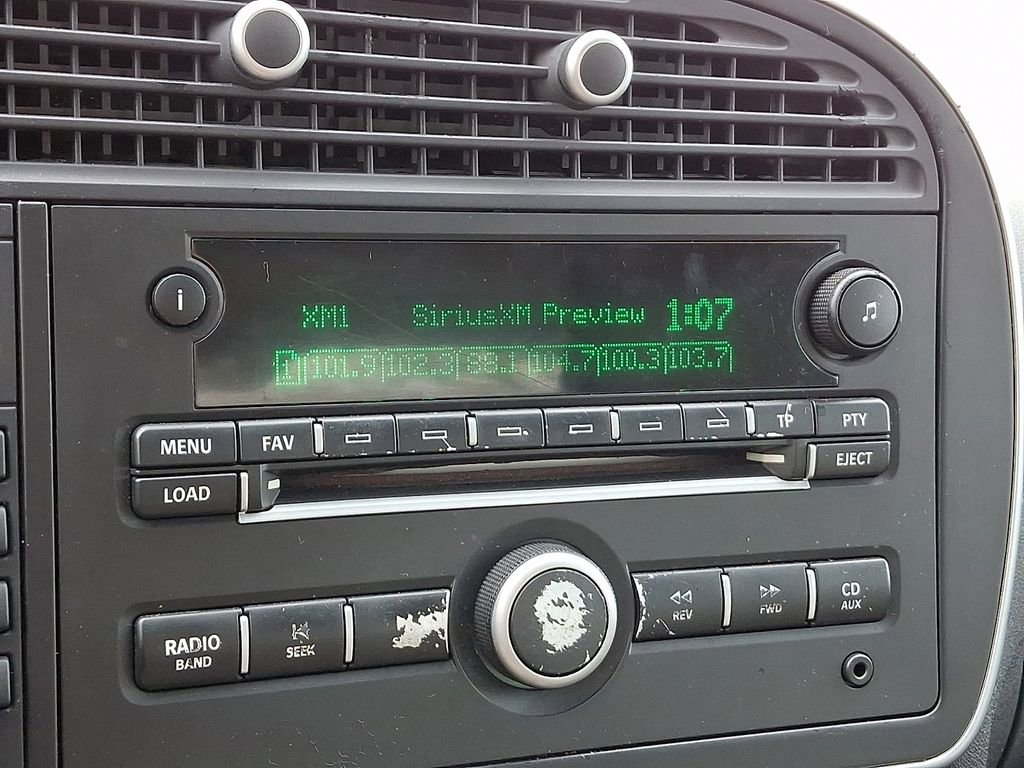 i
XM1 SiriusXM Preview 1:07
1 101.9 102.3 88.1 104.7 100.3 103.7
MENU FAV TP PTY
LOAD EJECT
RADIO BAND
SEEK
REV
FWD
CD AUX